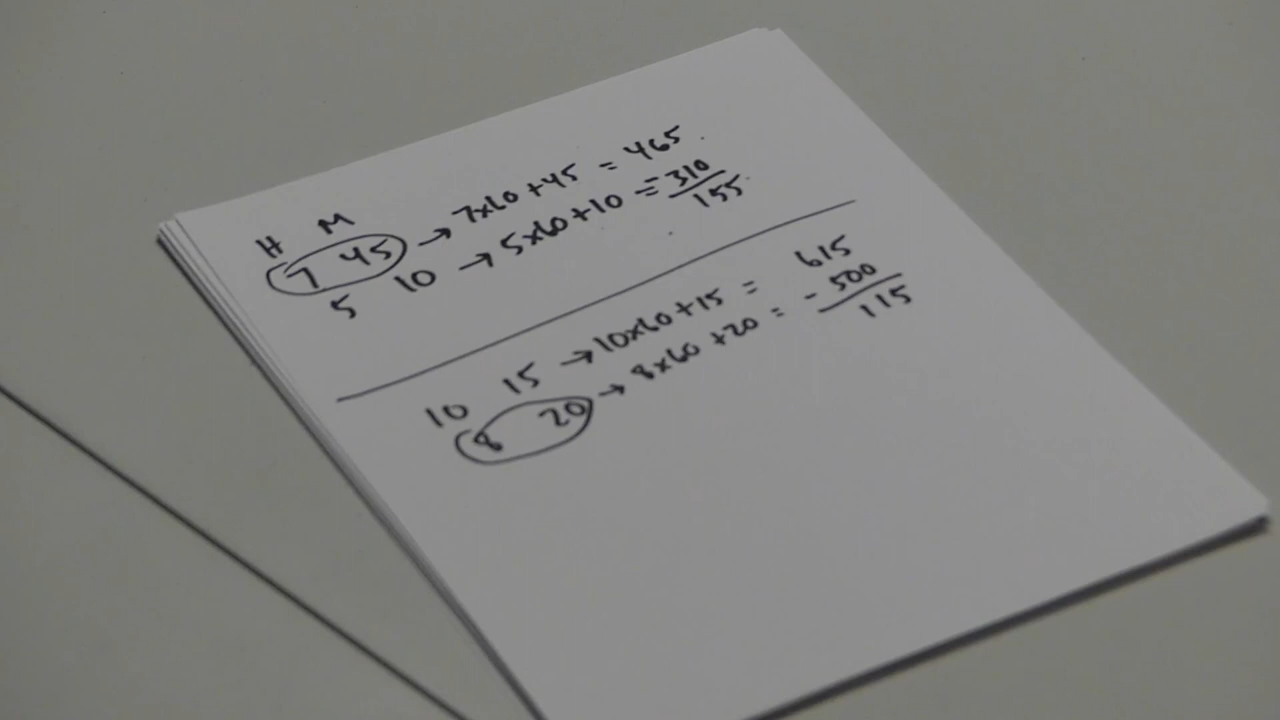 H M
7 45 → 7x60 + 45 = 465
5 10 → 5x60 + 10 = 310
155
10 15 → 10x60 + 15 = 615
8 20 → 8x60 + 20 = - 500
115